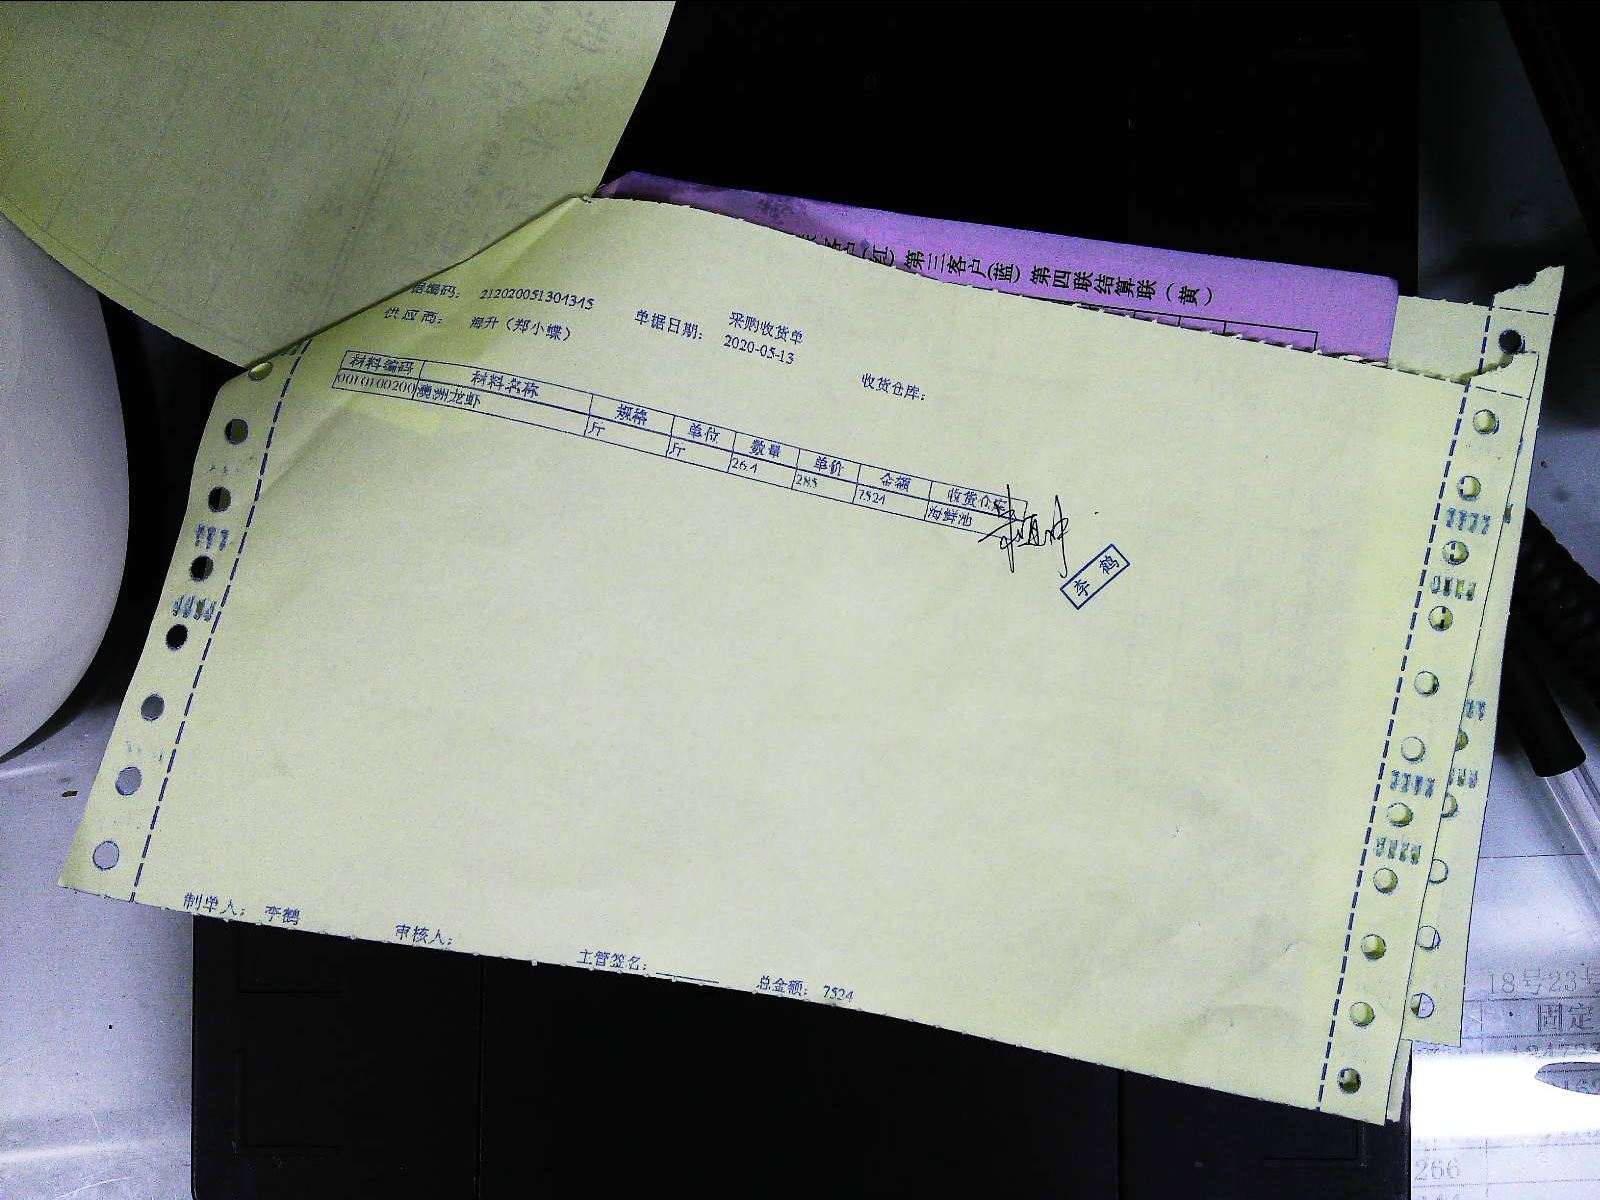 第三客户(蓝) 第四联结算联（黄）
采购收货单
据编码： 212020051304345
单据日期： 2020-05-13
供应商： 海升（郑小蝶）
收货仓库：
材料编码 材料名称 规格 单位 数量 单价 金额 收货仓库
0010100200 澳洲龙虾 斤 斤 26.4 285 7524 海鲜池
李鹤
制单人： 李鹤
审核人：
主管签名：
总金额： 7524
18号23号
固定
266